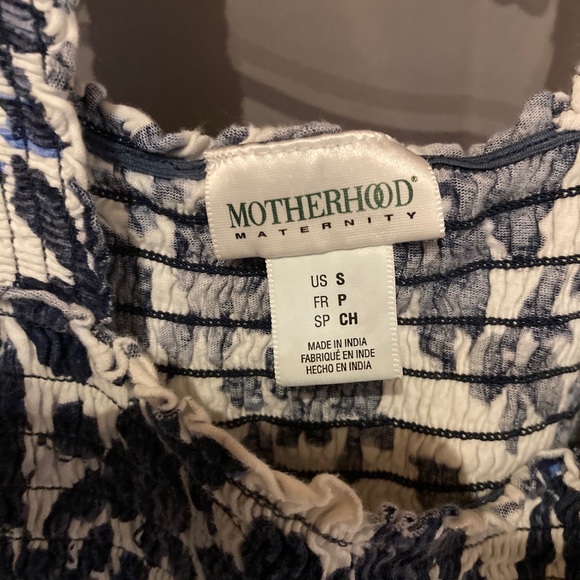 MOTHERHOOD®
MATERNITY
US S
FR P
SP CH
MADE IN INDIA
FABRIQUÉ EN INDE
HECHO EN INDIA